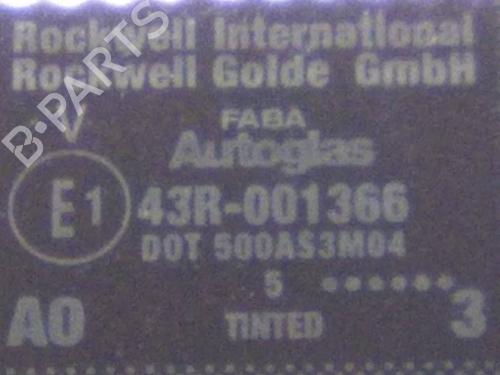 Rockwell International
Rockwell Golde GmbH
V
FABA
Autoglas
E1
43R-001366
DOT 500AS3M04
5 .......
A0
TINTED
3
B-PARTS